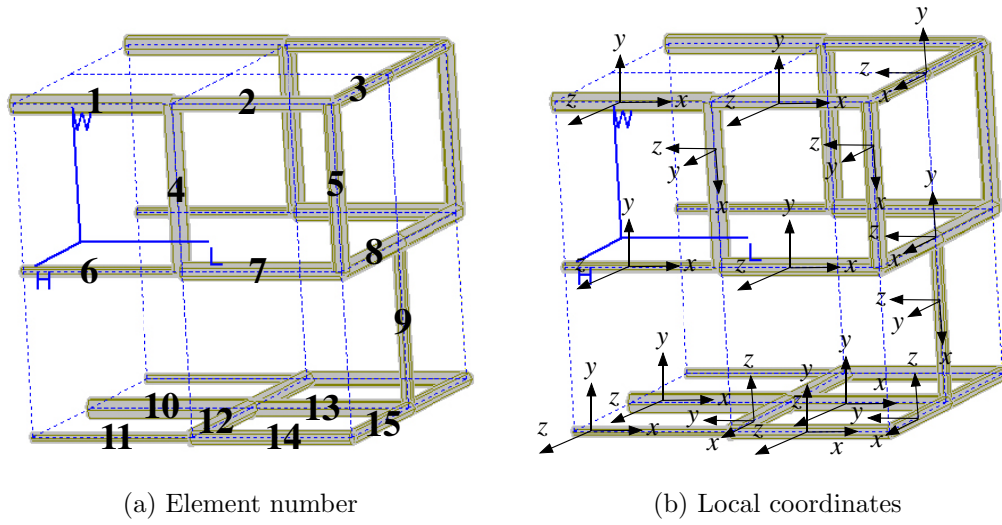 3
1 2
W
4 5
8
6 7 L
H
9
10 13
12 15
11 14
(a) Element number
y
y y
z
x
z x z x
W
z z
y y
y x x
y y
z
x
z x z x
L
H
z
y
x
y y
z z
y y
x
z x z
y y
z x z x x x
(b) Local coordinates